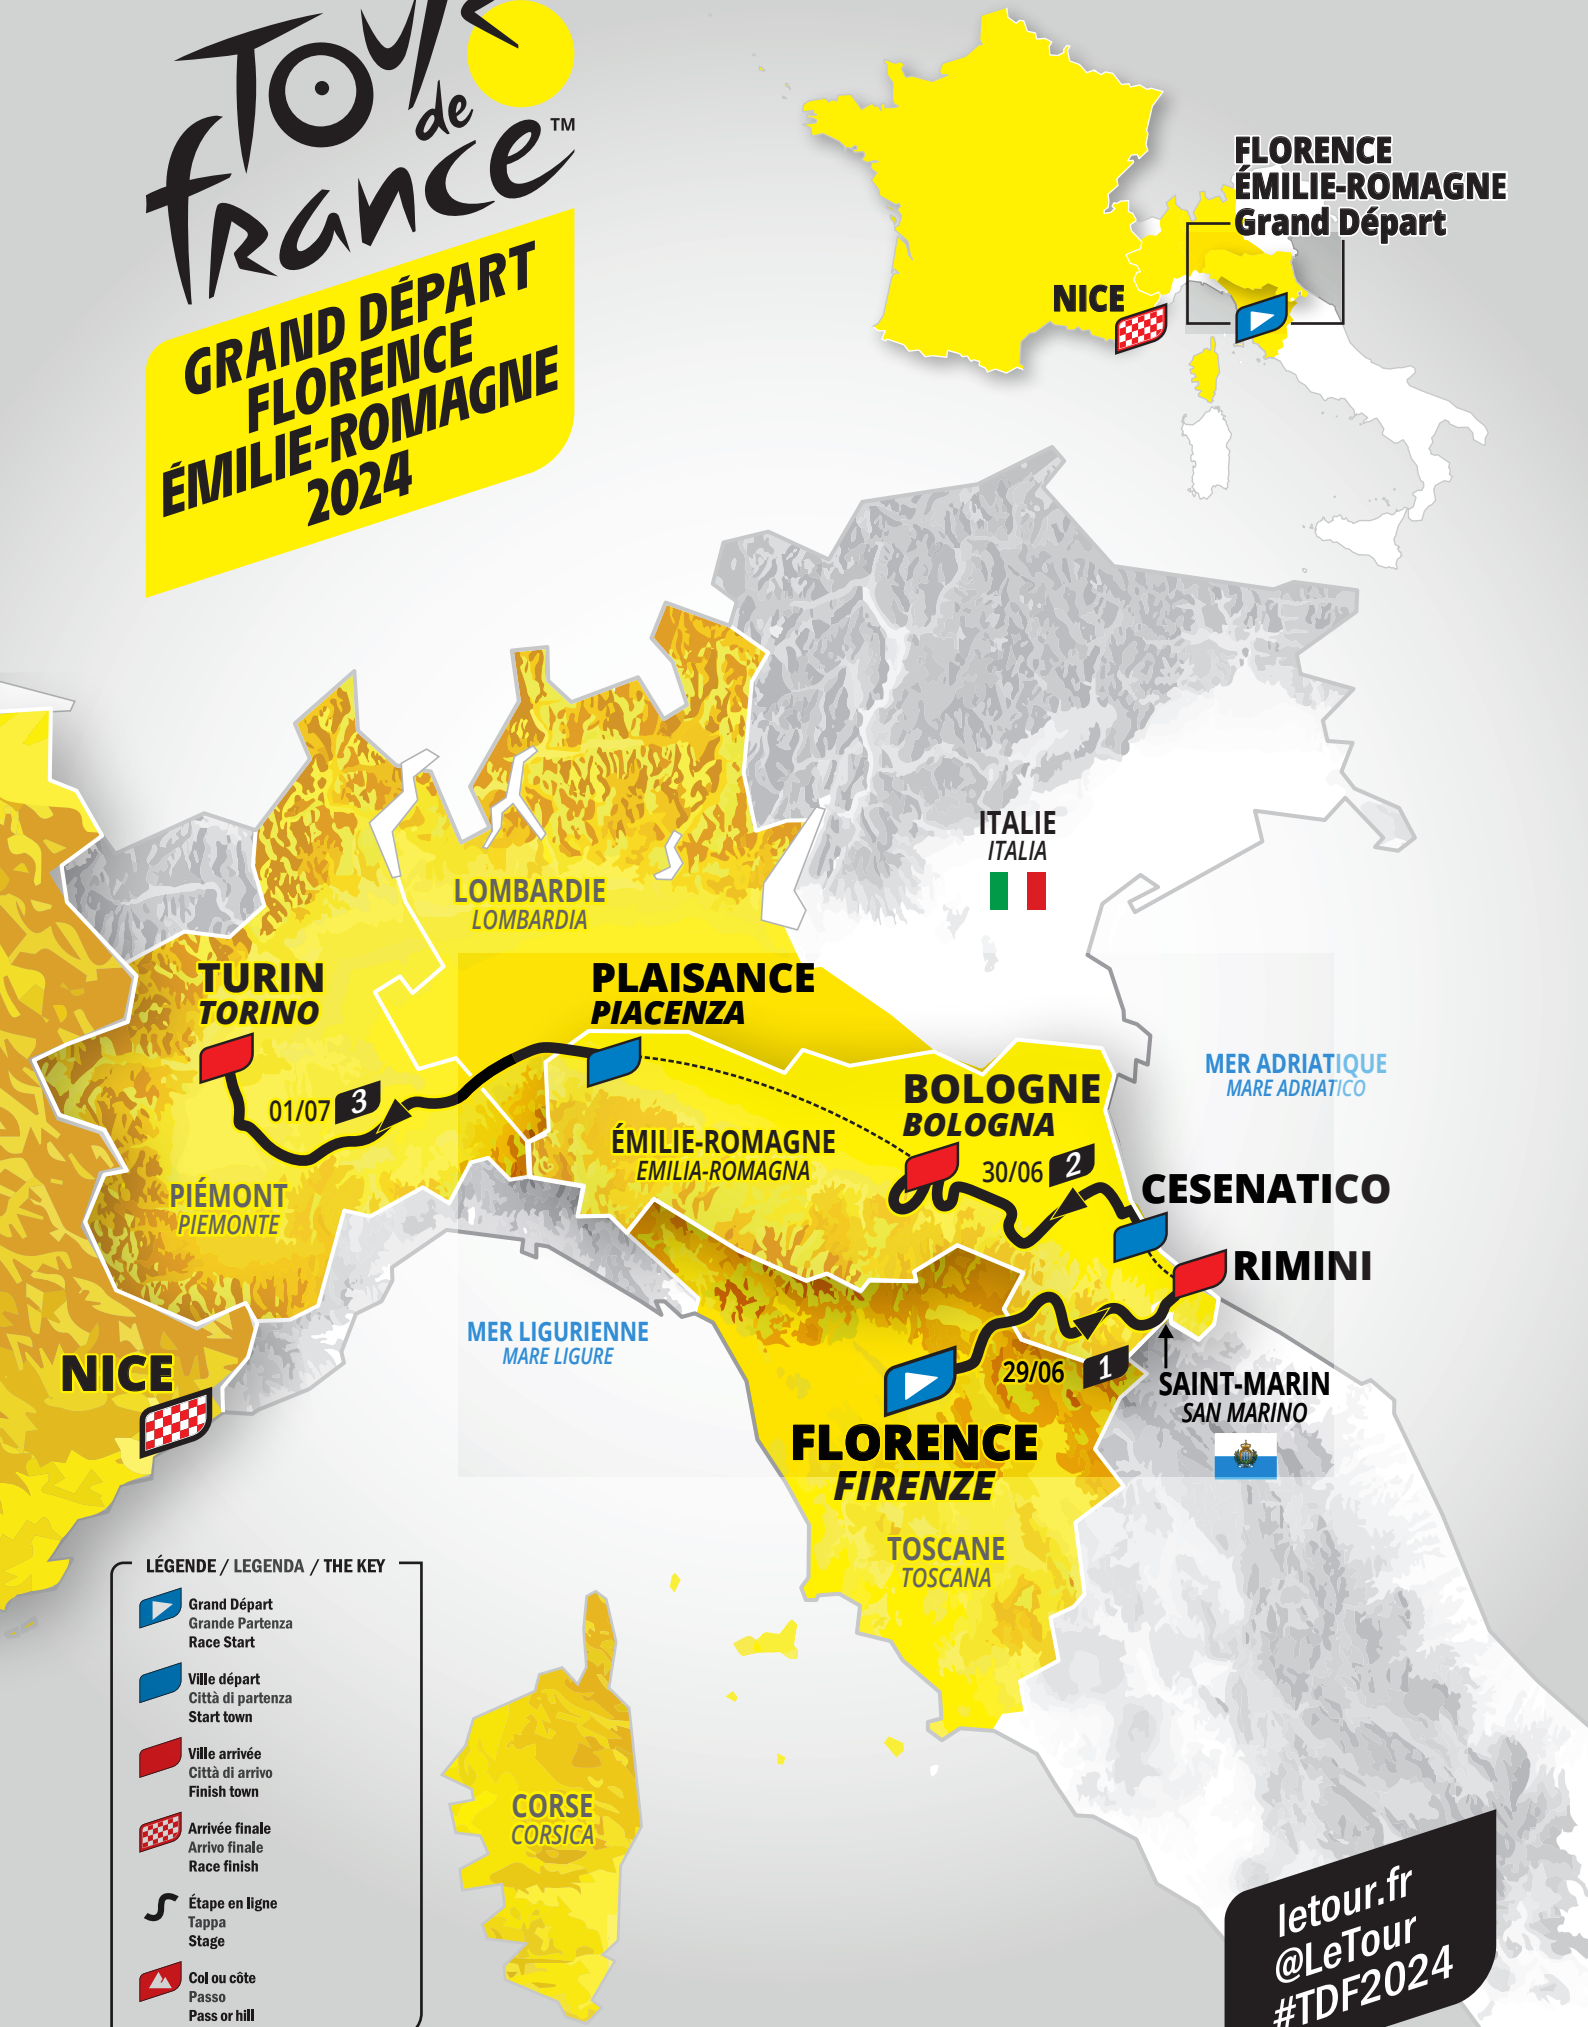 TOUR
de
france™
GRAND DÉPART
FLORENCE
ÉMILIE-ROMAGNE
2024
FLORENCE
ÉMILIE-ROMAGNE
Grand Départ
NICE
ITALIE
ITALIA
LOMBARDIE
LOMBARDIA
TURIN
TORINO
PLAISANCE
PIACENZA
MER ADRIATIQUE
MARE ADRIATICO
BOLOGNE
BOLOGNA
01/07 3
ÉMILIE-ROMAGNE
EMILIA-ROMAGNA
30/06 2
CESENATICO
PIÉMONT
PIEMONTE
RIMINI
MER LIGURIENNE
MARE LIGURE
NICE
29/06 1
SAINT-MARIN
SAN MARINO
FLORENCE
FIRENZE
TOSCANE
TOSCANA
LÉGENDE / LEGENDA / THE KEY
Grand Départ
Grande Partenza
Race Start
Ville départ
Città di partenza
Start town
Ville arrivée
Città di arrivo
Finish town
Arrivée finale
Arrivo finale
Race finish
Étape en ligne
Tappa
Stage
Col ou côte
Passo
Pass or hill
CORSE
CORSICA
letour.fr
@LeTour
#TDF2024